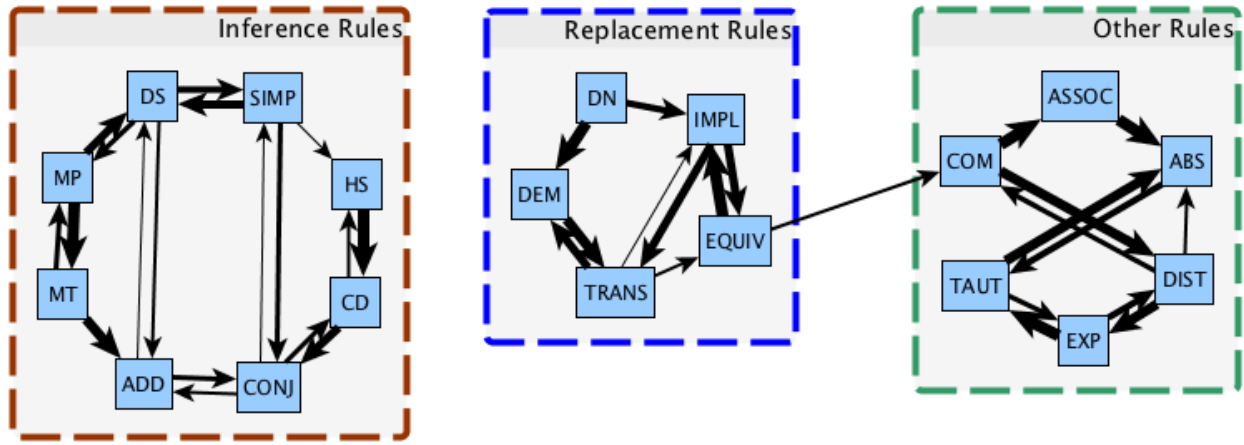 Inference Rules
DS
SIMP
MP
HS
MT
CD
ADD
CONJ
Replacement Rules
DN
IMPL
DEM
EQUIV
TRANS
Other Rules
ASSOC
COM
ABS
TAUT
DIST
EXP